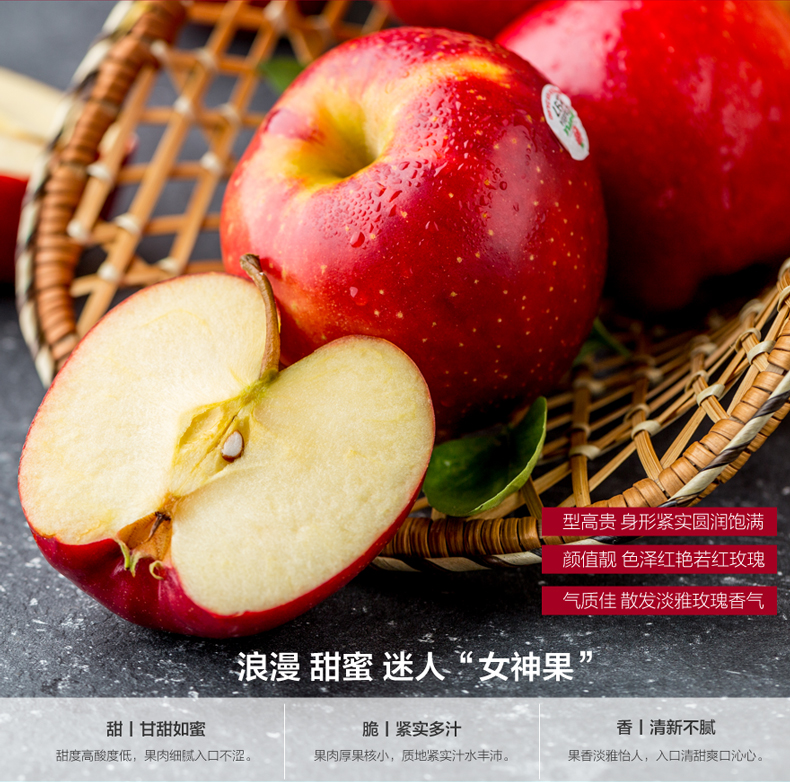 型高贵 身形紧实圆润饱满
颜值靓 色泽红艳若红玫瑰
气质佳 散发淡雅玫瑰香气
浪漫 甜蜜 迷人 “女神果”
甜丨甘甜如蜜
甜度高酸度低，果肉细腻入口不涩。
脆丨紧实多汁
果肉厚果核小，质地紧实汁水丰沛。
香丨清新不腻
果香淡雅怡人，入口清甜爽口沁心。